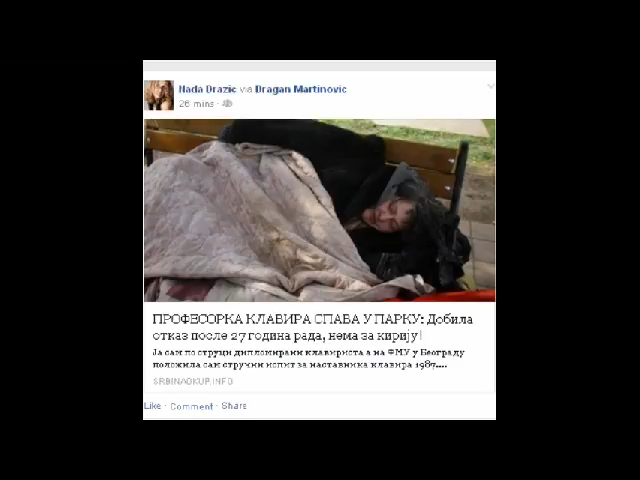 Nada Drazic via Dragan Martinovic
26 mins ·
ПРОФЕСОРКА КЛАВИРА СПАВА У ПАРКУ: Добила
отказ после 27 година рада, нема за кирију!
Ја сам по струци дипломирани клавириста а на ФМУ у Београду
положила сам стручни испит за наставника клавира 1987....
SRBINAOKUP.INFO
Like · Comment · Share